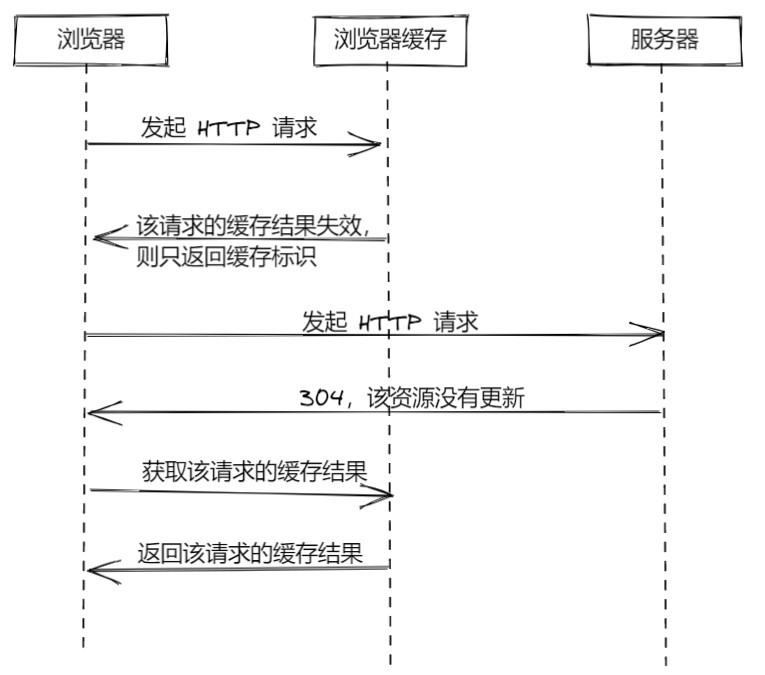 浏览器
浏览器缓存
服务器
发起 HTTP 请求
该请求的缓存结果失效，
则只返回缓存标识
发起 HTTP 请求
304，该资源没有更新
获取该请求的缓存结果
返回该请求的缓存结果